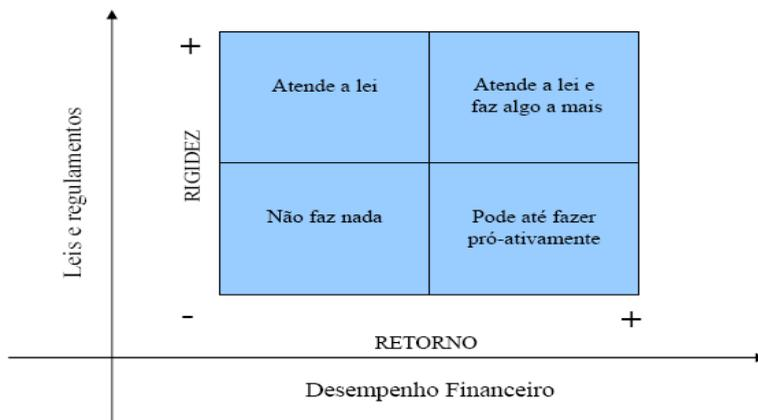 +
Atende a lei
Atende a lei e
faz algo a mais
Leis e regulamentos
RIGIDEZ
Não faz nada
Pode até fazer
pró-ativamente
-
+
RETORNO
Desempenho Financeiro